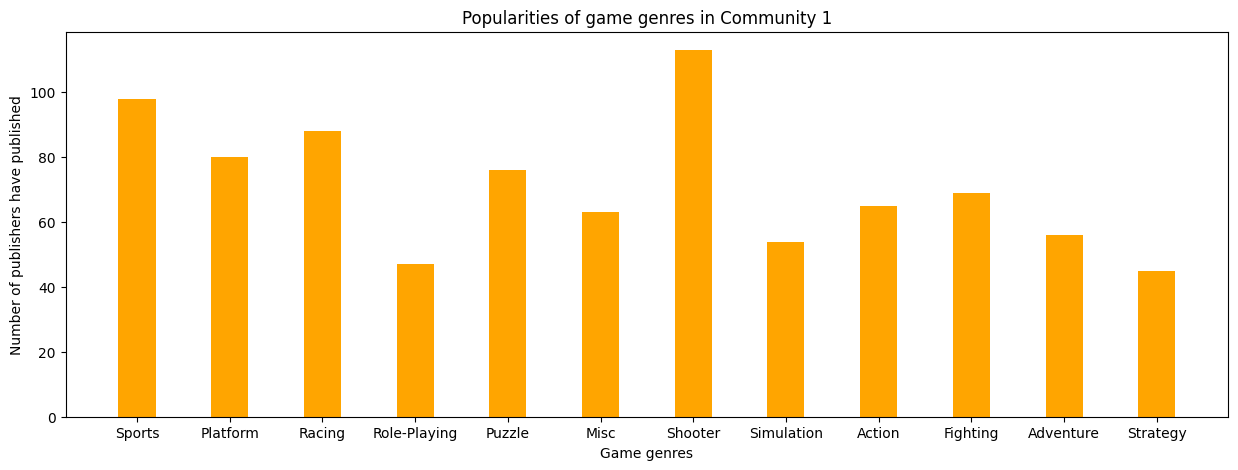 Popularities of game genres in Community 1
Number of publishers have published
100
80
60
40
20
0
Sports Platform Racing Role-Playing Puzzle Misc Shooter Simulation Action Fighting Adventure Strategy
Game genres